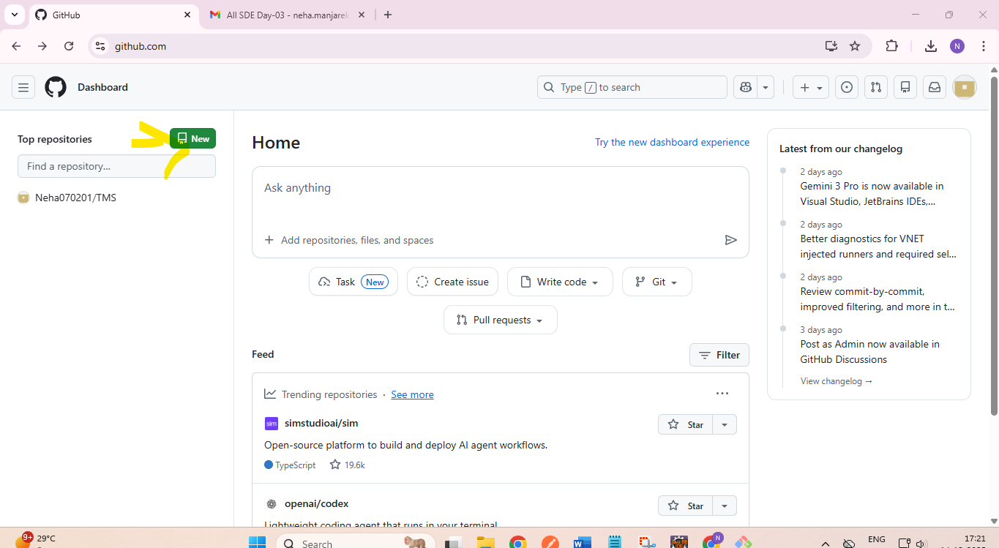 GitHub
All SDE Day-03 - neha.manjarek
github.com
N
Dashboard
Type / to search
Top repositories
New
Find a repository...
Neha070201/TMS
Home
Try the new dashboard experience
Ask anything
Add repositories, files, and spaces
Task New
Create issue
Write code
Git
Pull requests
Feed
Filter
Trending repositories · See more
sim
simstudioai/sim
Star
Open-source platform to build and deploy AI agent workflows.
TypeScript
19.6k
openai/codex
Star
Lightweight coding agent that runs in your terminal
Latest from our changelog
2 days ago
Gemini 3 Pro is now available in
Visual Studio, JetBrains IDEs,...
2 days ago
Better diagnostics for VNET
injected runners and required sel...
2 days ago
Review commit-by-commit,
improved filtering, and more in t...
3 days ago
Post as Admin now available in
GitHub Discussions
View changelog →
9+
29°C
Search
N
ENG
17:21